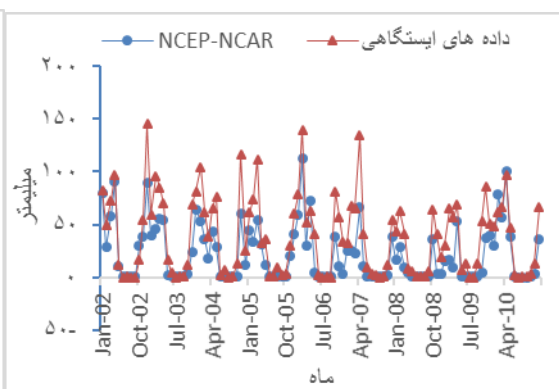 NCEP-NCAR داده های ایستگاهی
۲۰۰
۱۵۰
۱۰۰
۵۰
۰
۵۰-
میلیمتر
Jan-02
Oct-02
Jul-03
Apr-04
Jan-05
Oct-05
Jul-06
Apr-07
Jan-08
Oct-08
Jul-09
Apr-10
ماه